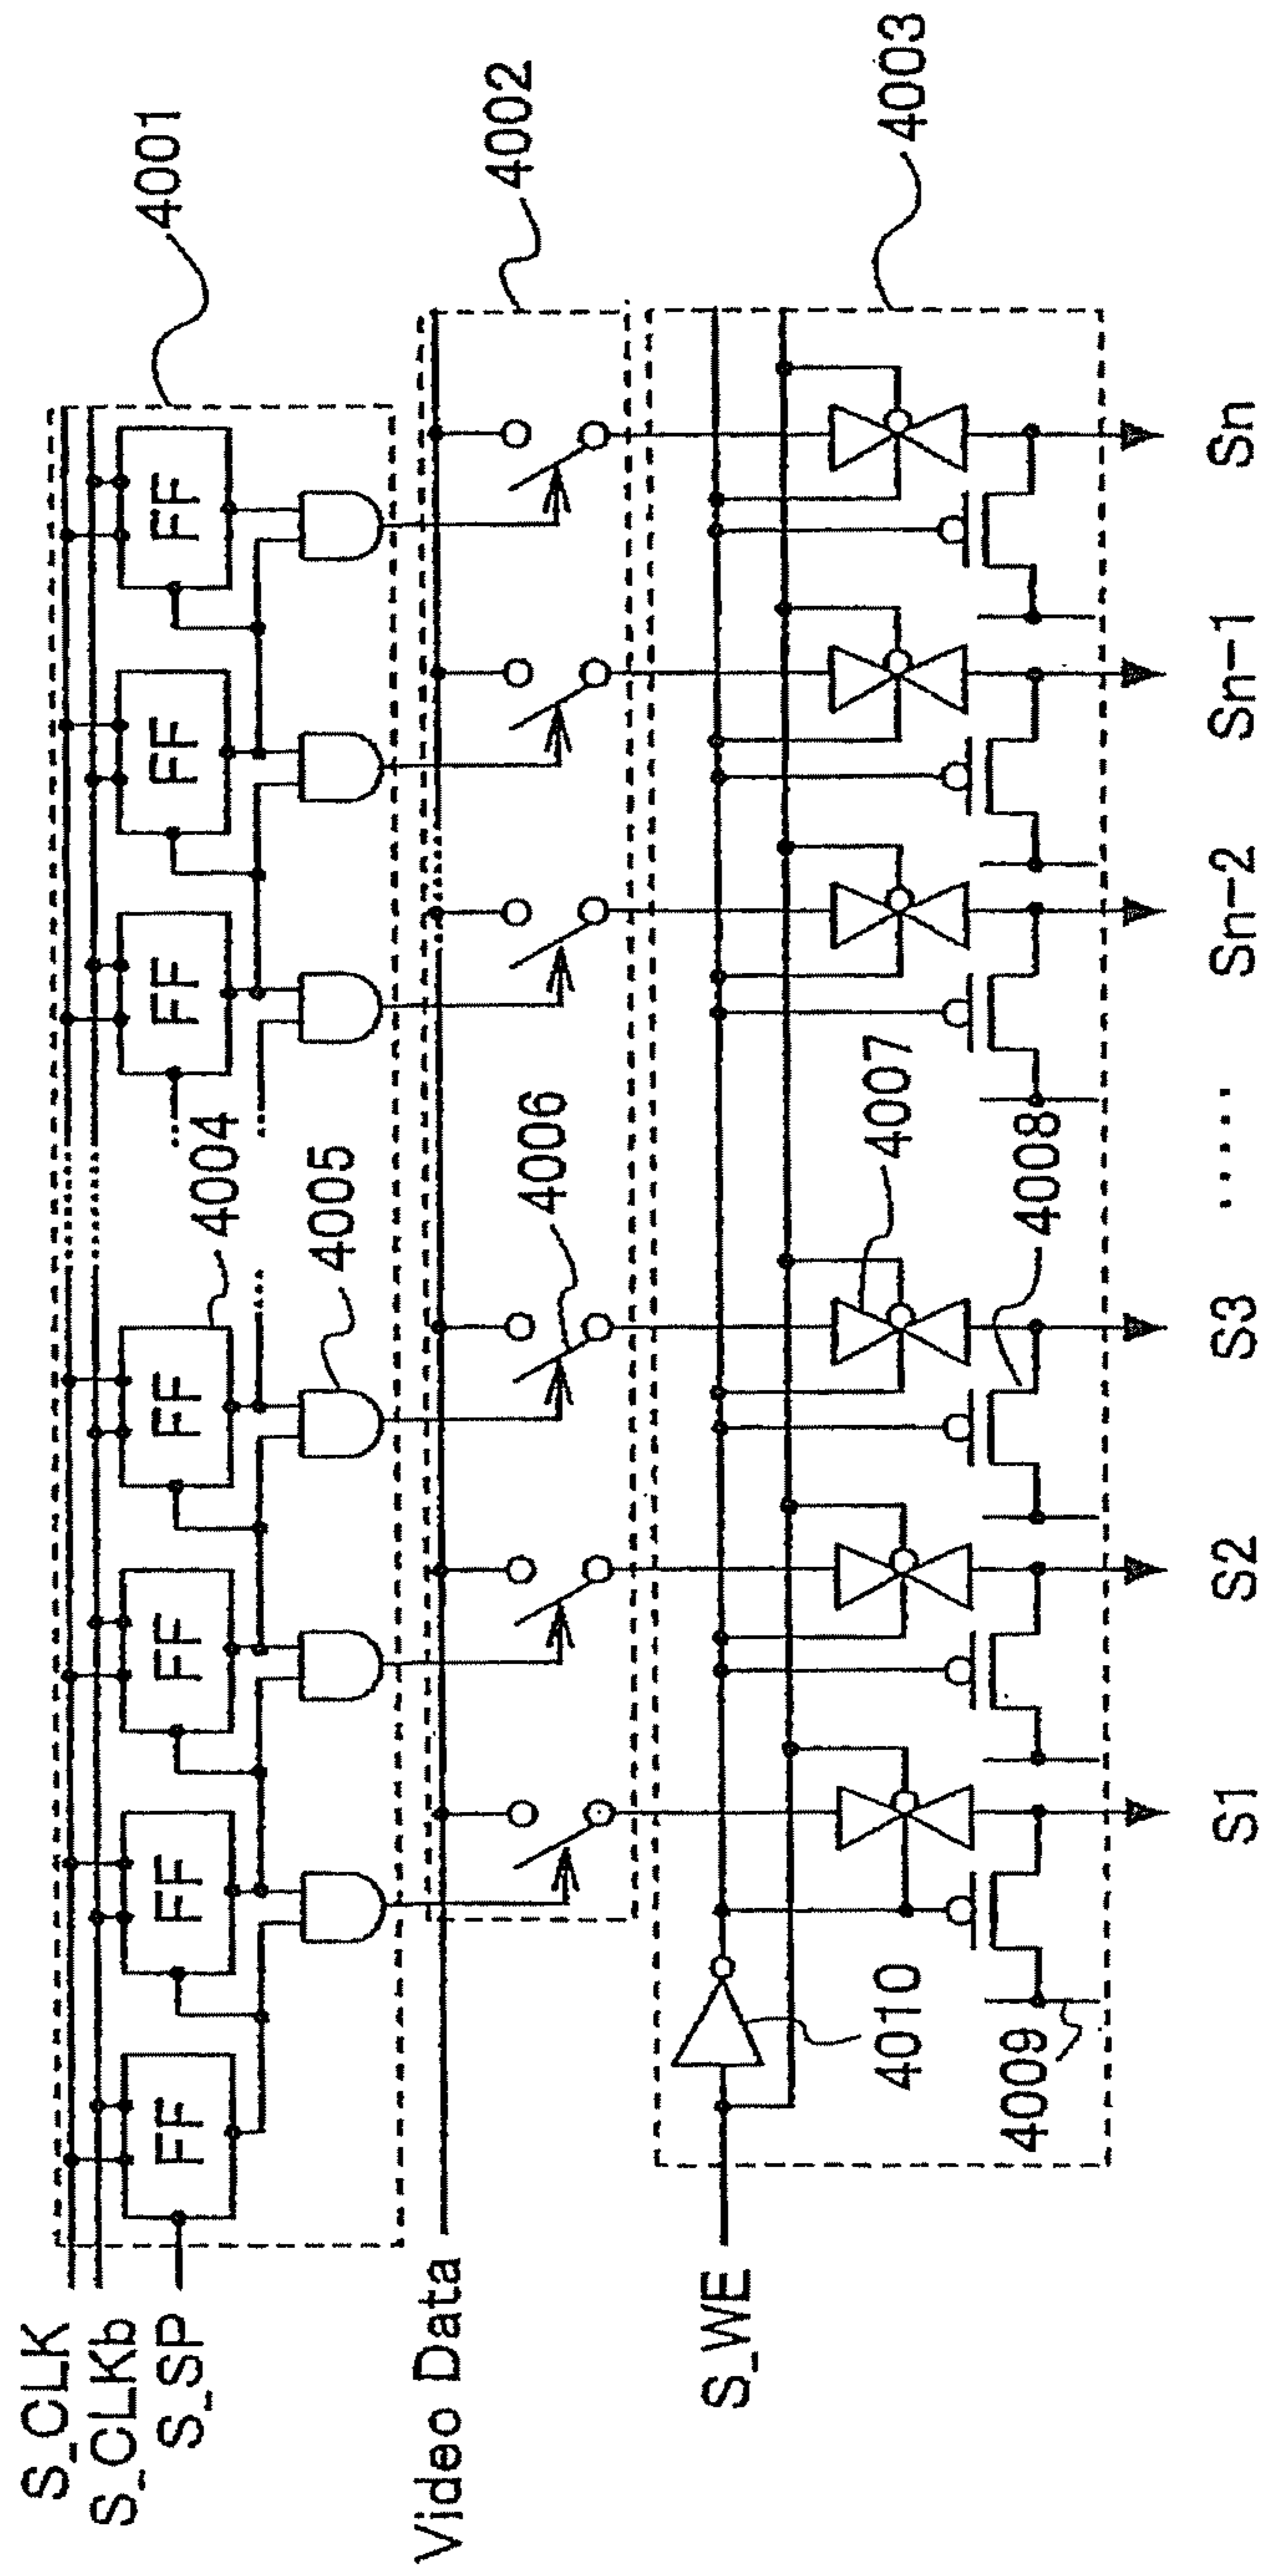 4001
4002
4003
S_CLK
S_CLKb
S_SP
FF
FF
FF
FF
FF
FF
FF
4004
4005
Video Data
4006
S_WE
4007
4008
4009
4010
S1
S2
S3
....
Sn-2
Sn-1
Sn